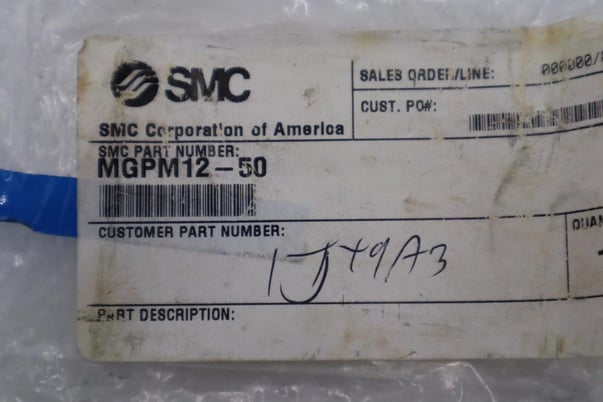 SMC
SALES ORDER/LINE:
CUST. PO#:
SMC Corporation of America
SMC PART NUMBER:
MGPM12-50
CUSTOMER PART NUMBER:
PART DESCRIPTION: